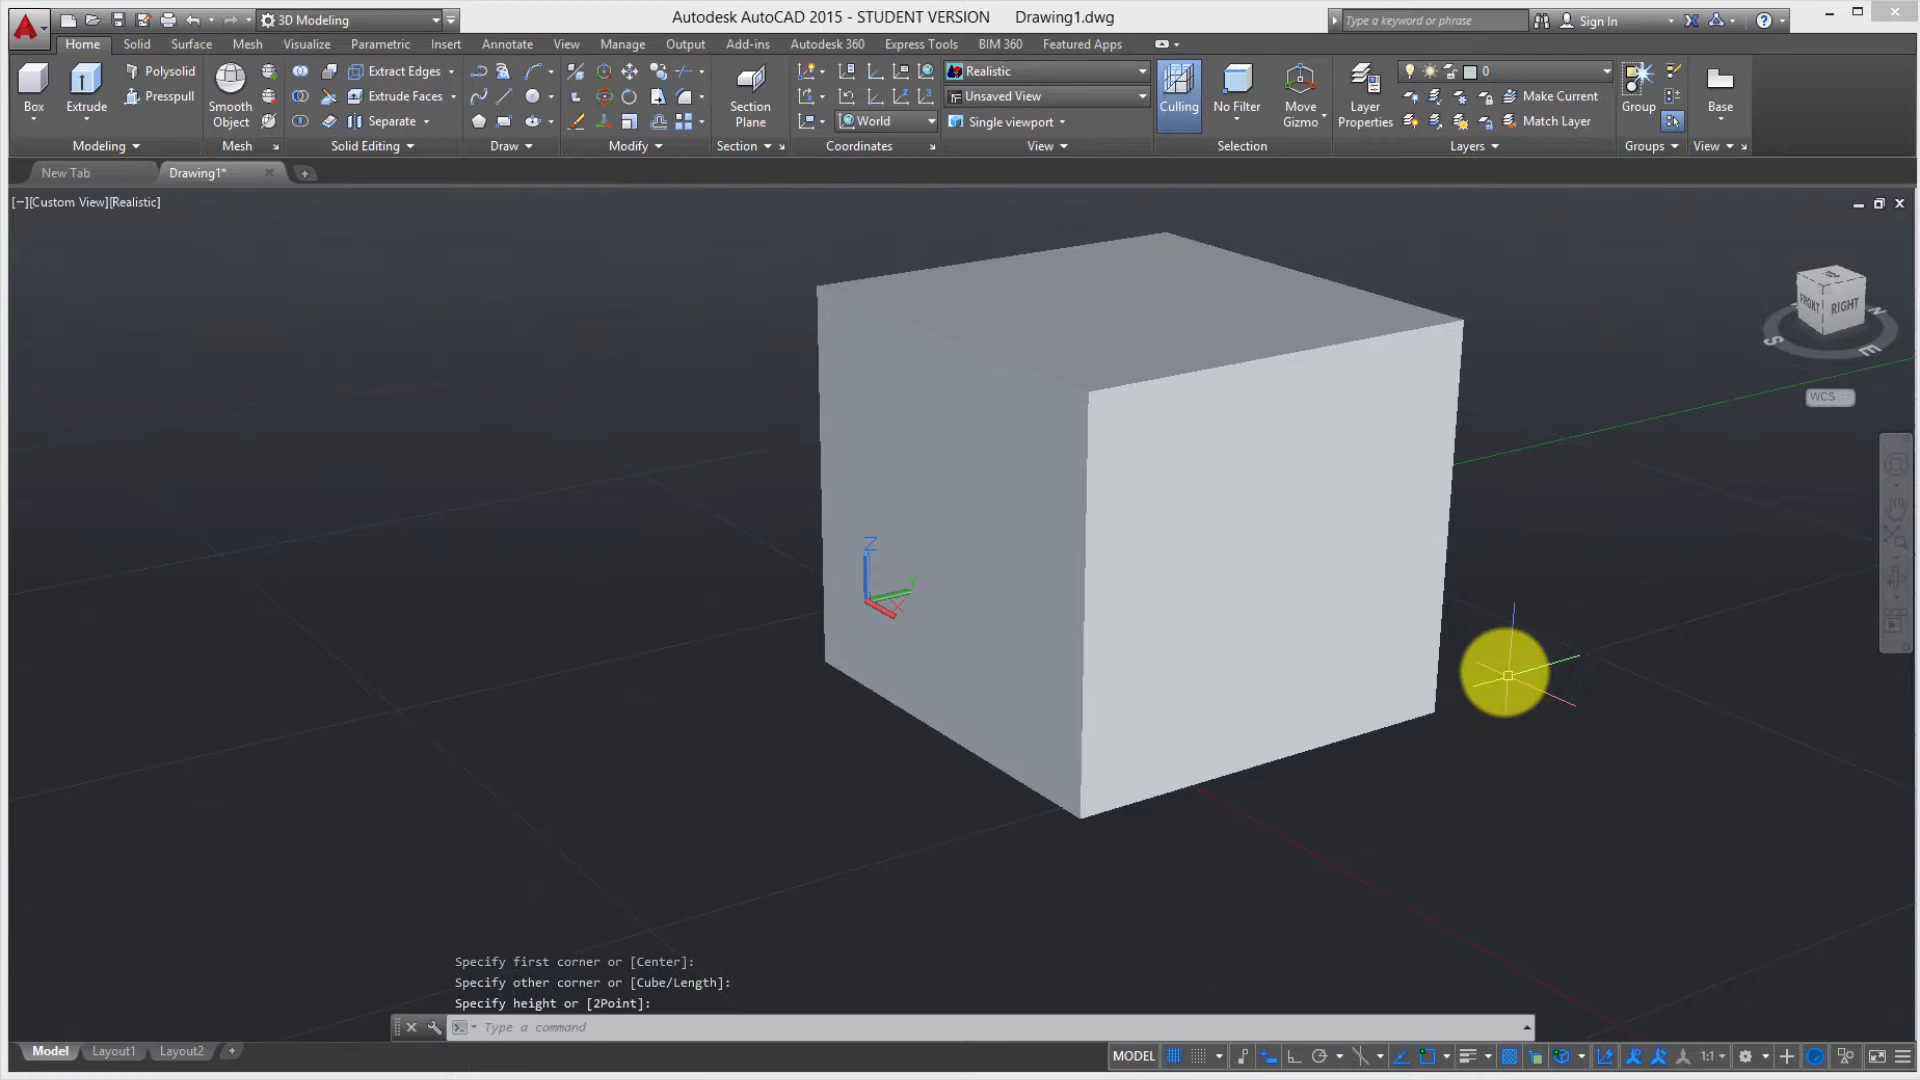 3D Modeling
Autodesk AutoCAD 2015 - STUDENT VERSION Drawing1.dwg
Type a keyword or phrase
Sign In
Home Solid Surface Mesh Visualize Parametric Insert Annotate View Manage Output Add-ins Autodesk 360 Express Tools BIM 360 Featured Apps
Polysolid Extract Edges Realistic 0
Presspull Extrude Faces Unsaved View Make Current
Box Extrude Smooth Object Separate Section Plane World Single viewport Culling No Filter Move Gizmo Layer Properties Match Layer Group Base
Modeling Mesh Solid Editing Draw Modify Section Coordinates View Selection Layers Groups View
New Tab Drawing1*
[−][Custom View][Realistic]
FRONT RIGHT
S E
WCS
Z
Y
X
Specify first corner or [Center]:
Specify other corner or [Cube/Length]:
Specify height or [2Point]:
Type a command
Model Layout1 Layout2
MODEL 1:1